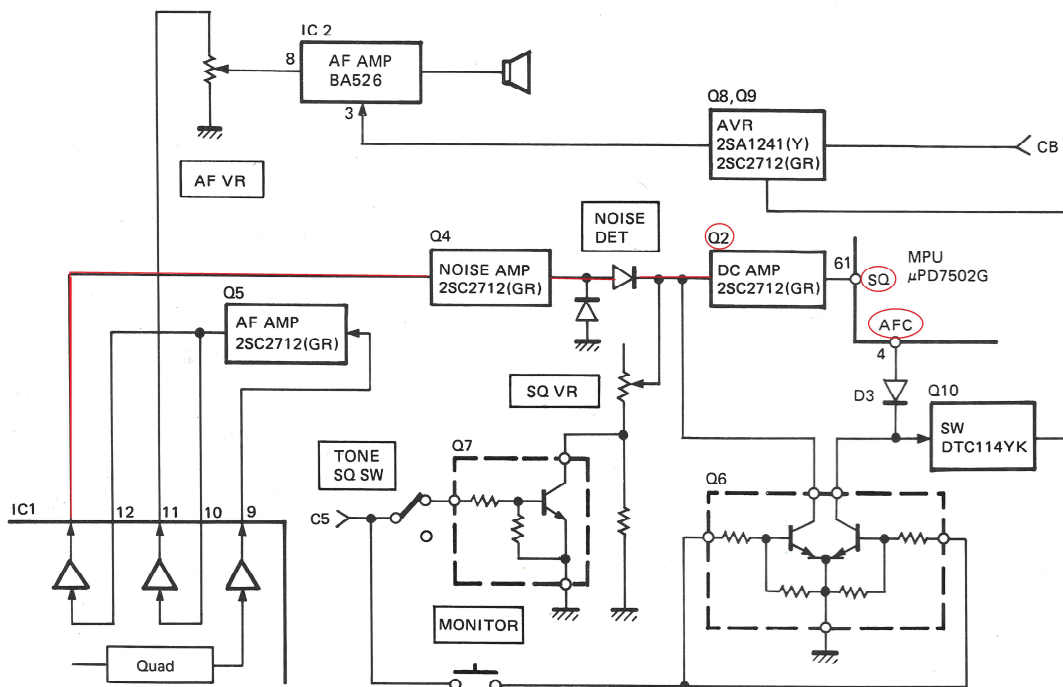 IC 2
8
AF AMP
BA526
3
AF VR
Q8, Q9
AVR
2SA1241(Y)
2SC2712(GR)
CB
NOISE
DET
Q4
NOISE AMP
2SC2712(GR)
Q2
DC AMP
2SC2712(GR)
61
SQ
MPU
μPD7502G
Q5
AF AMP
2SC2712(GR)
AFC
4
SQ VR
D3
Q10
SW
DTC114YK
TONE
SQ SW
Q7
Q6
IC1
12
11
10
9
C5
MONITOR
Quad